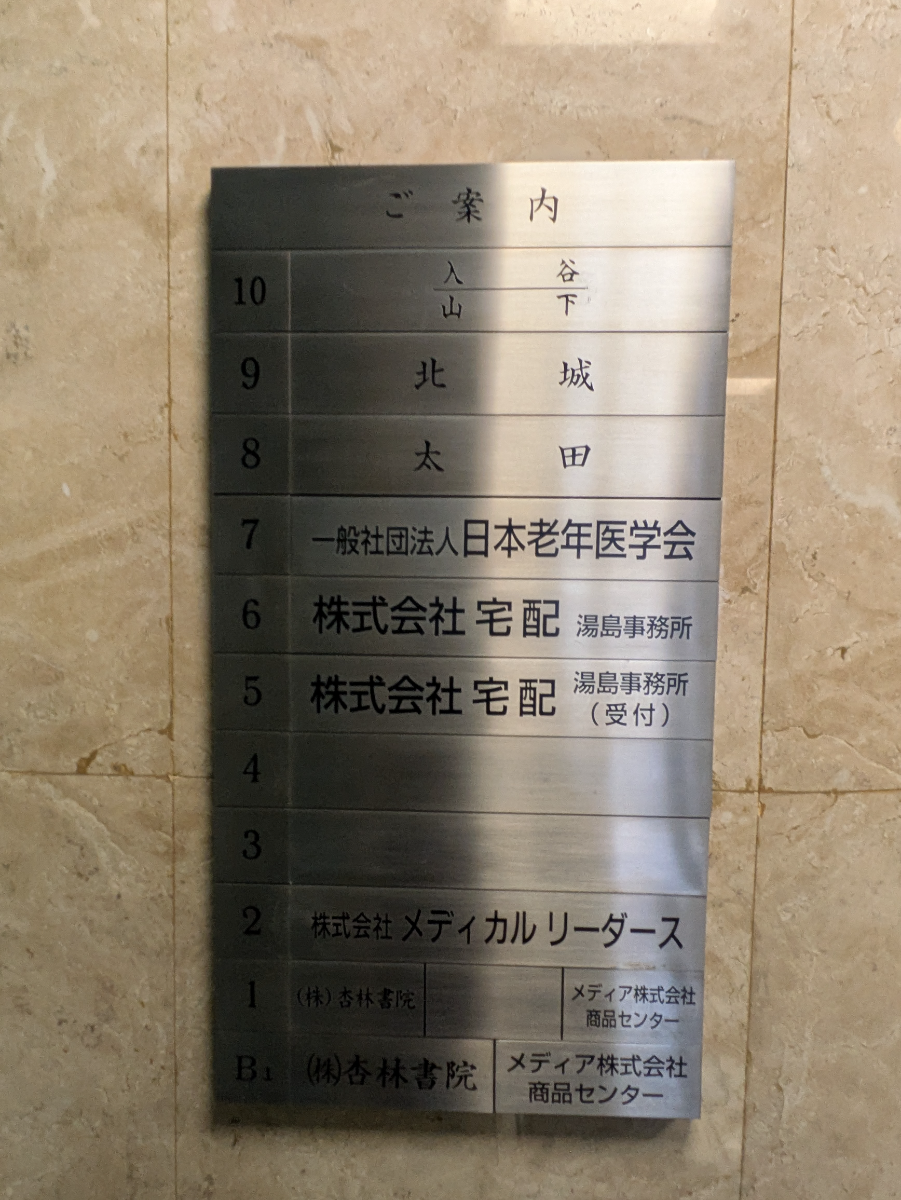 ご案内
10 入谷
山下
9 北城
8 太田
7 一般社団法人日本老年医学会
6 株式会社 宅配 湯島事務所
5 株式会社 宅配 湯島事務所
(受付)
4
3
2 株式会社 メディカル リーダース
1 (株)杏林書院 メディア株式会社
商品センター
B1 (株)杏林書院 メディア株式会社
商品センター